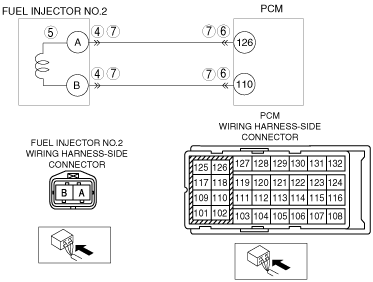 FUEL INJECTOR NO.2
PCM
5
A
4 7
7 6
126
B
4 7
7 6
110
FUEL INJECTOR NO.2
WIRING HARNESS-SIDE
CONNECTOR
B A
PCM
WIRING HARNESS-SIDE
CONNECTOR
125 126 127 128 129 130 131 132
117 118 119 120 121 122 123 124
109 110 111 112 113 114 115 116
101 102 103 104 105 106 107 108